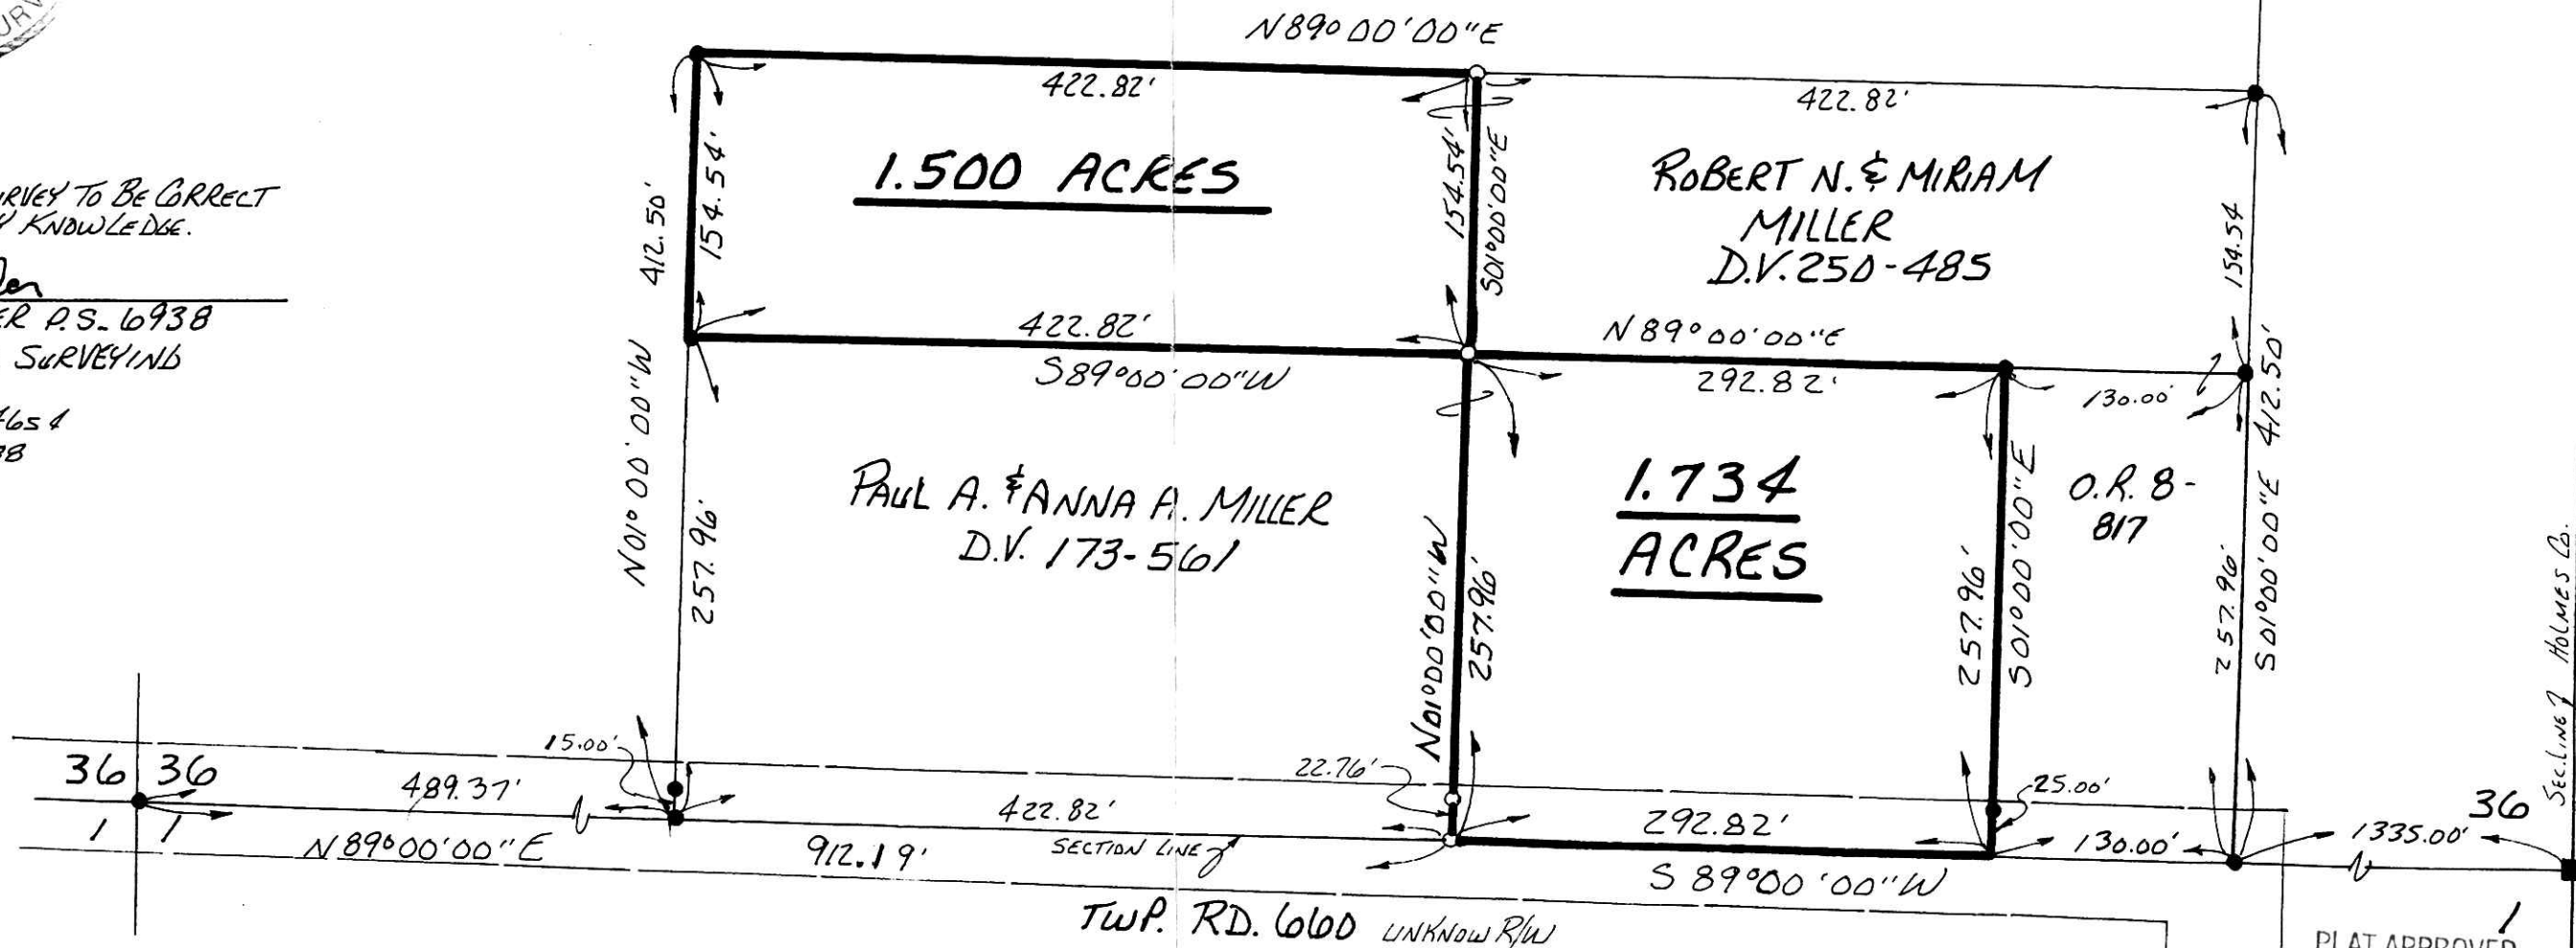 N89°00'00"E
422.82'
422.82'
1.500 ACRES
154.54'
412.50'
154.54'
S01°00'00"E
ROBERT N. & MIRIAM
MILLER
D.V. 250-485
154.54
RVEY TO BE CORRECT
Y KNOWLEDGE.
ER P.S. 6938
SURVEYING
422.82'
S89°00'00"W
N89°00'00"E
292.82'
130.00'
N01°00'00"W
257.96'
PAUL A. & ANNA A. MILLER
D.V. 173-561
N01°00'00"W
257.96'
1.734
ACRES
257.96'
S01°00'00"E
O.R. 8-
817
257.96'
S01°00'00"E 412.50'
SEC. LINE HOLMES CO.
36 36
1 1
489.37'
15.00'
422.82'
22.76'
292.82'
25.00'
130.00'
1335.00'
36
1
N89°00'00"E
912.19'
SECTION LINE
S 89°00'00"W
TWP. RD. 660 UNKNOW R/W
PLAT APPROVED